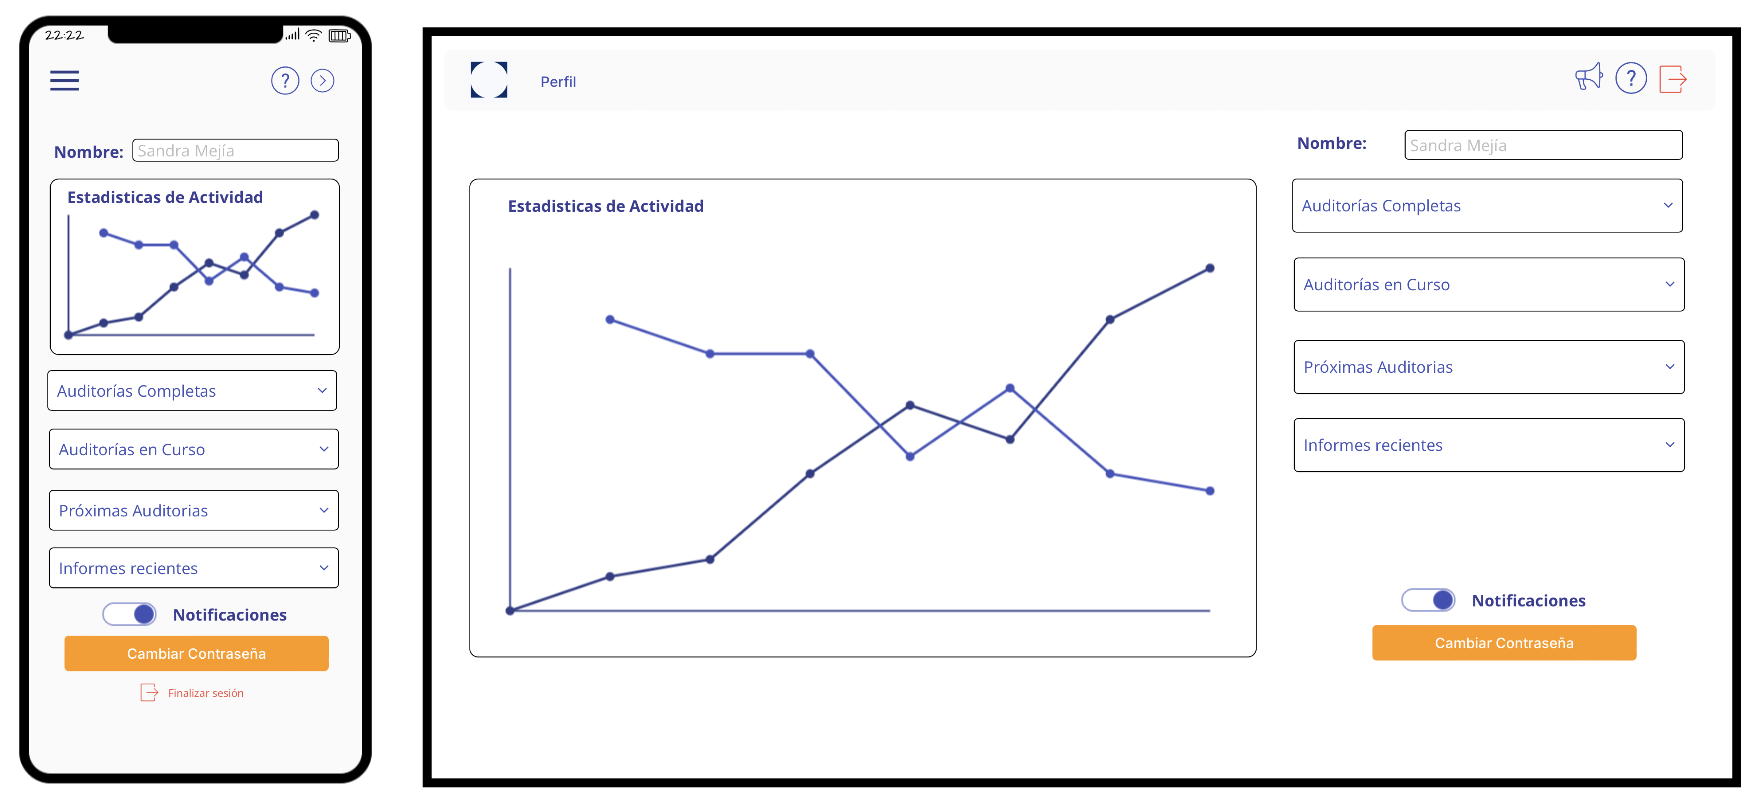 22:22
?
Nombre: Sandra Mejía
Estadisticas de Actividad
Auditorías Completas
Auditorías en Curso
Próximas Auditorias
Informes recientes
Notificaciones
Cambiar Contraseña
Finalizar sesión
Perfil
?
Estadisticas de Actividad
Nombre: Sandra Mejía
Auditorías Completas
Auditorías en Curso
Próximas Auditorias
Informes recientes
Notificaciones
Cambiar Contraseña